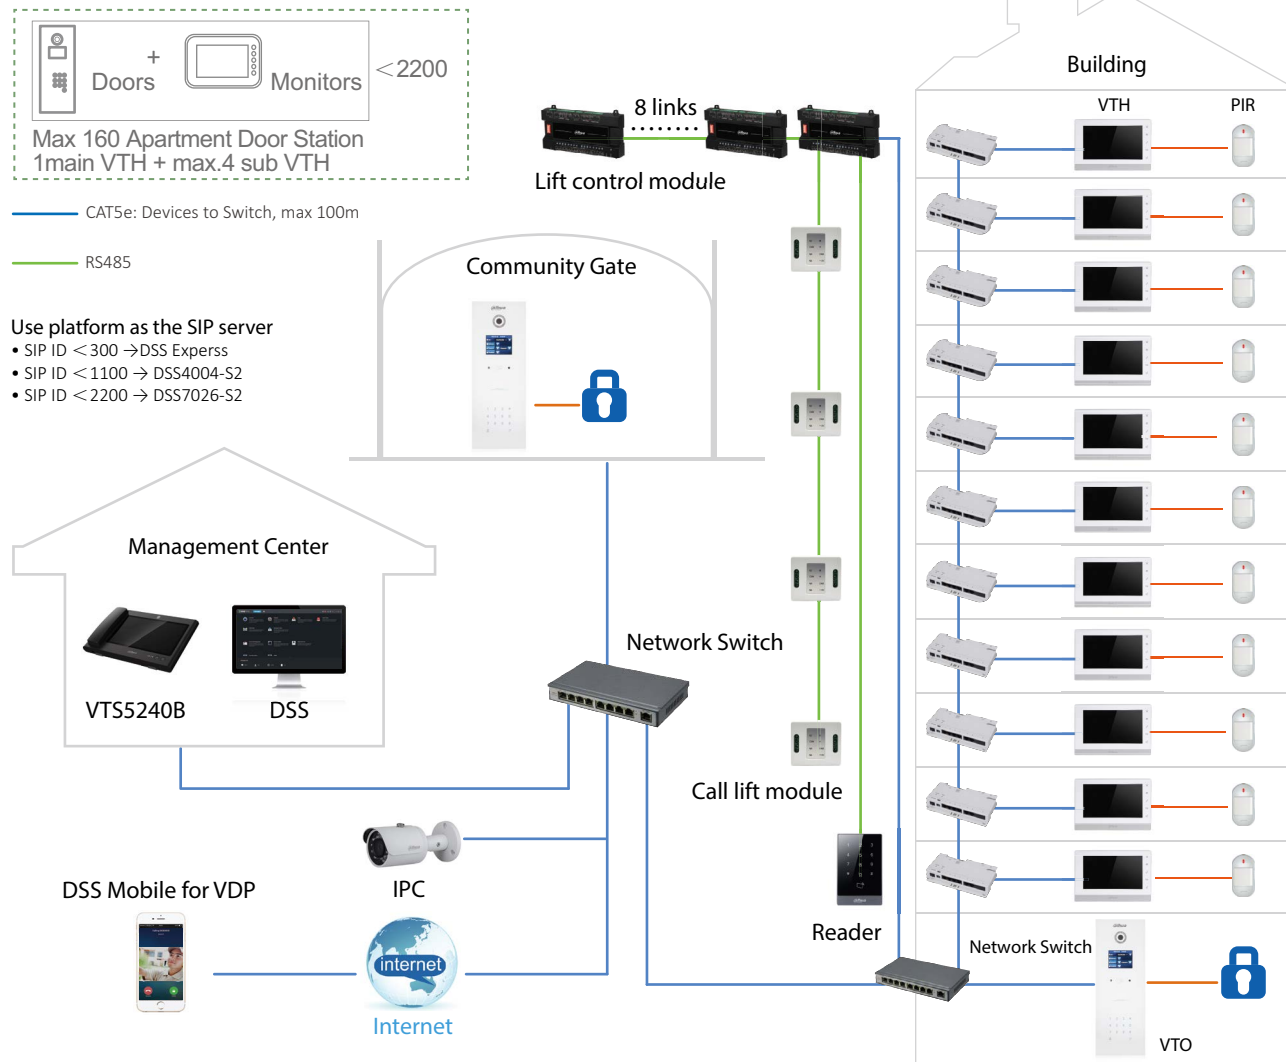 +
Doors
Monitors
<2200
Max 160 Apartment Door Station
1main VTH + max.4 sub VTH
CAT5e: Devices to Switch, max 100m
RS485
Use platform as the SIP server
• SIP ID <300 →DSS Experss
• SIP ID <1100 → DSS4004-S2
• SIP ID <2200 → DSS7026-S2
8 links
Lift control module
Building
VTH
PIR
Community Gate
Management Center
VTS5240B
DSS
Network Switch
Call lift module
IPC
DSS Mobile for VDP
internet
Internet
Reader
Network Switch
VTO